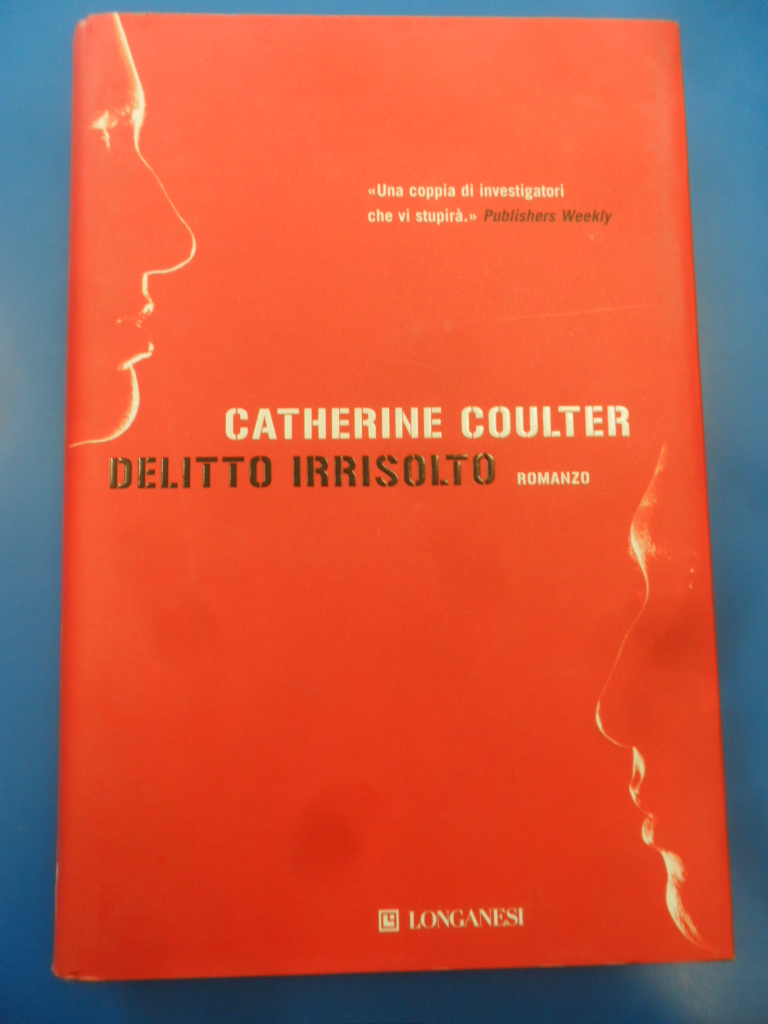 «Una coppia di investigatori
che vi stupirà.» Publishers Weekly
CATHERINE COULTER
DELITTO IRRISOLTO ROMANZO
LONGANESI